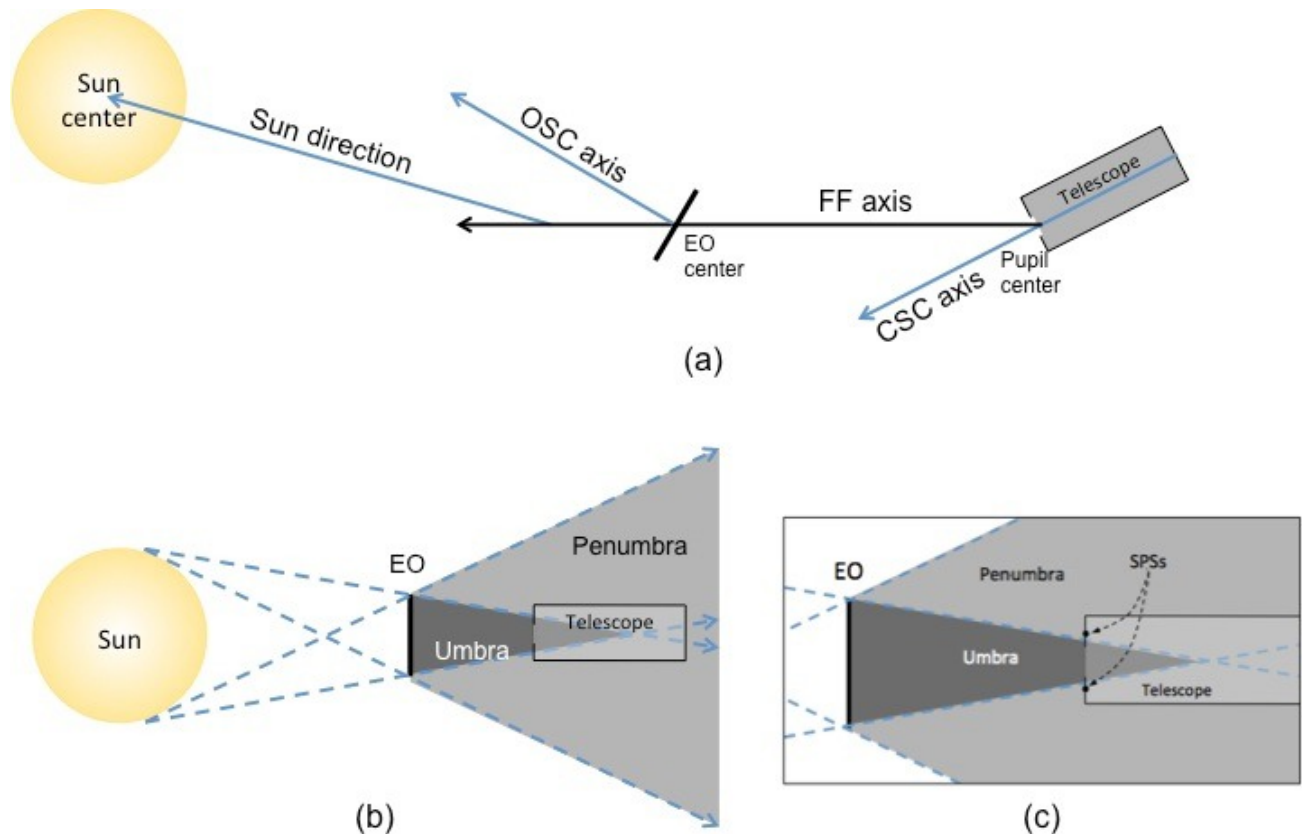 Sun
center
Sun direction
OSC axis
EO
center
FF axis
Telescope
Pupil
center
CSC axis
(a)
Sun
EO
Umbra
Telescope
Penumbra
(b)
EO
Penumbra
SPSs
Umbra
Telescope
(c)